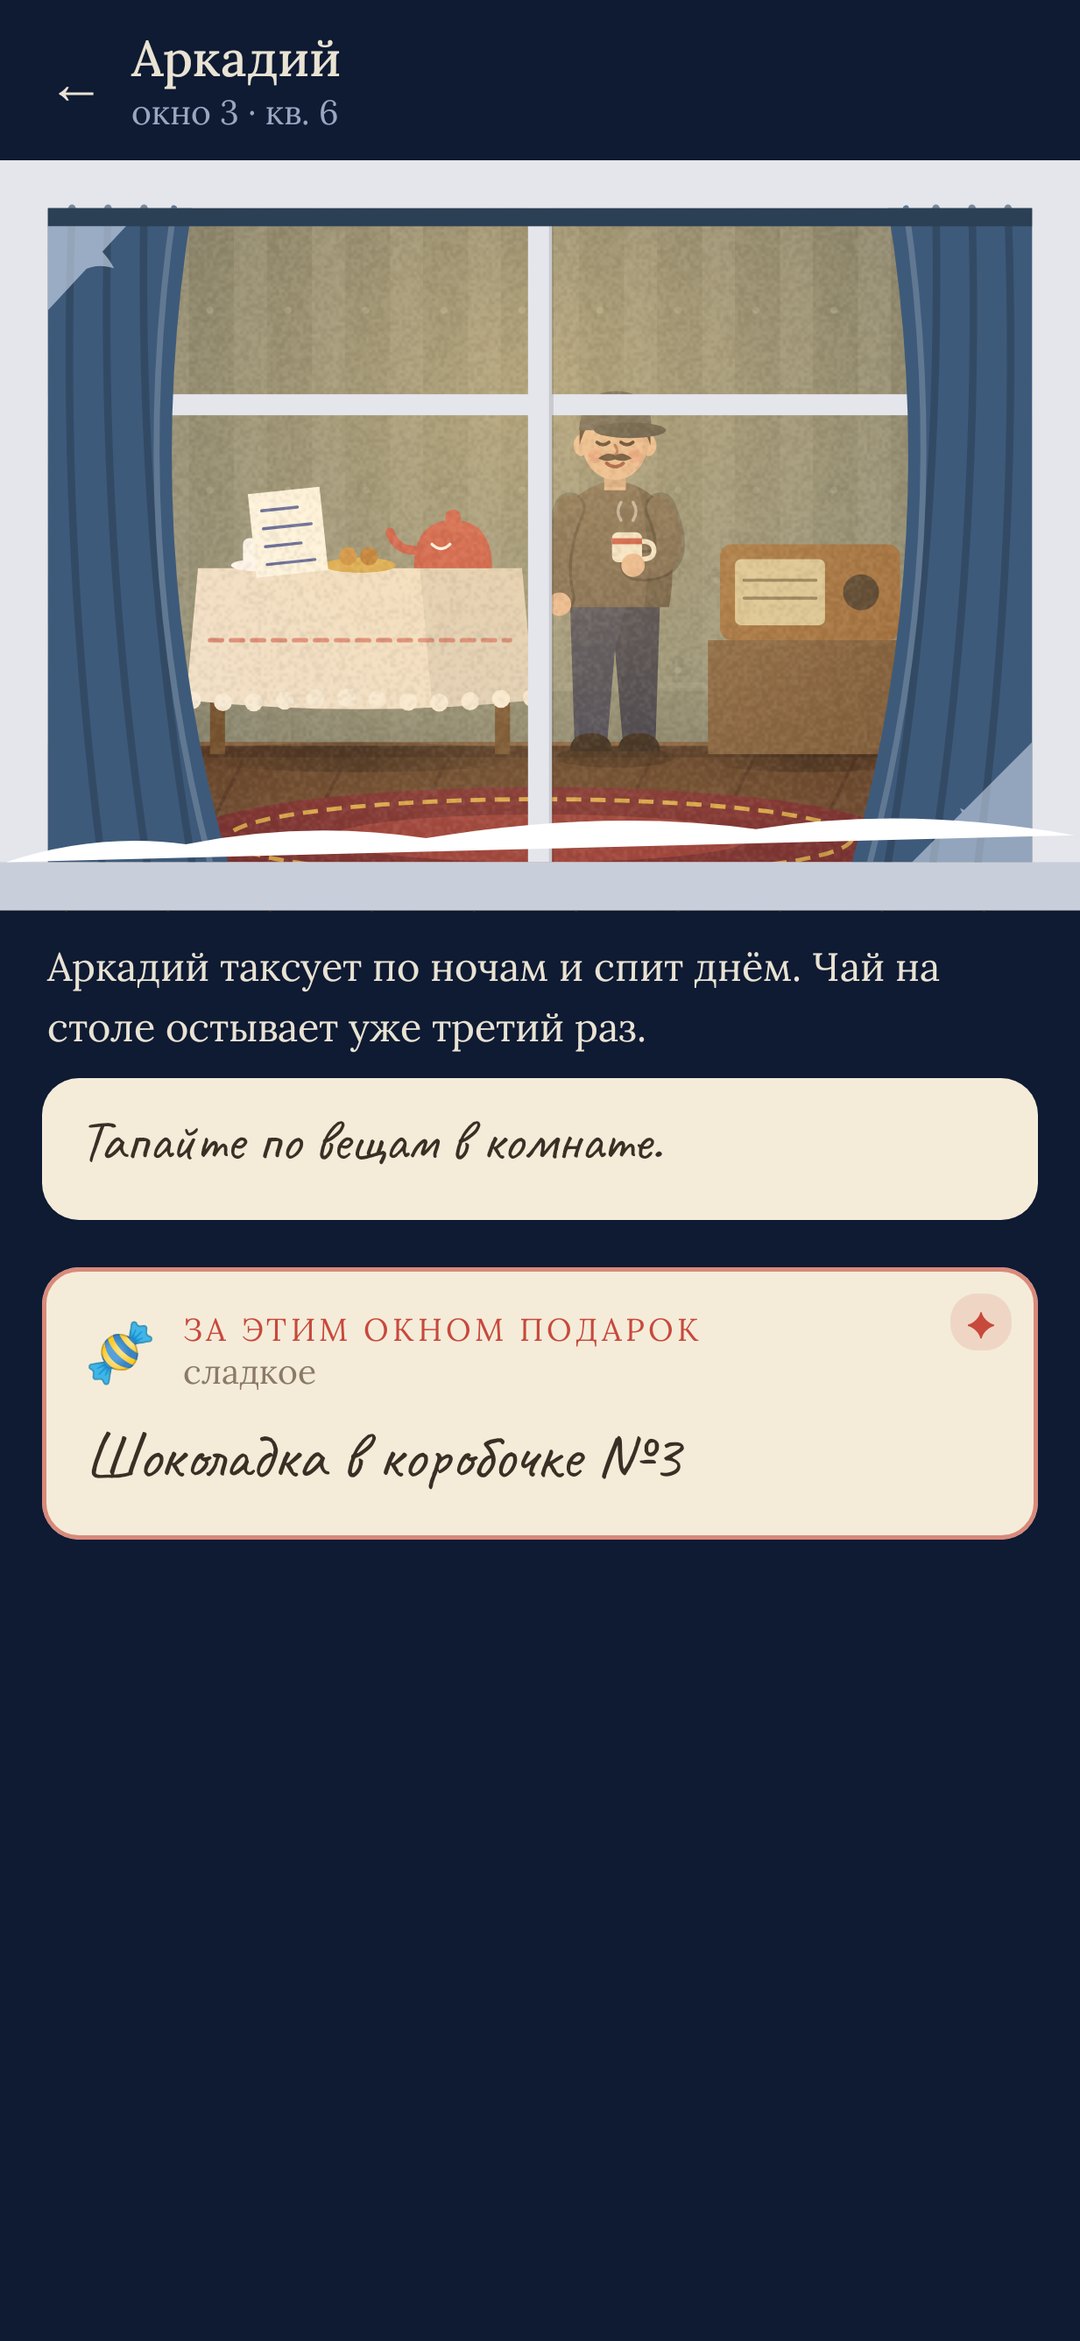 Аркадий
окно 3 · кв. 6
Аркадий таксует по ночам и спит днём. Чай на
столе остывает уже третий раз.
Тапайте по вещам в комнате.
ЗА ЭТИМ ОКНОМ ПОДАРОК
сладкое
Шоколадка в коробочке №3